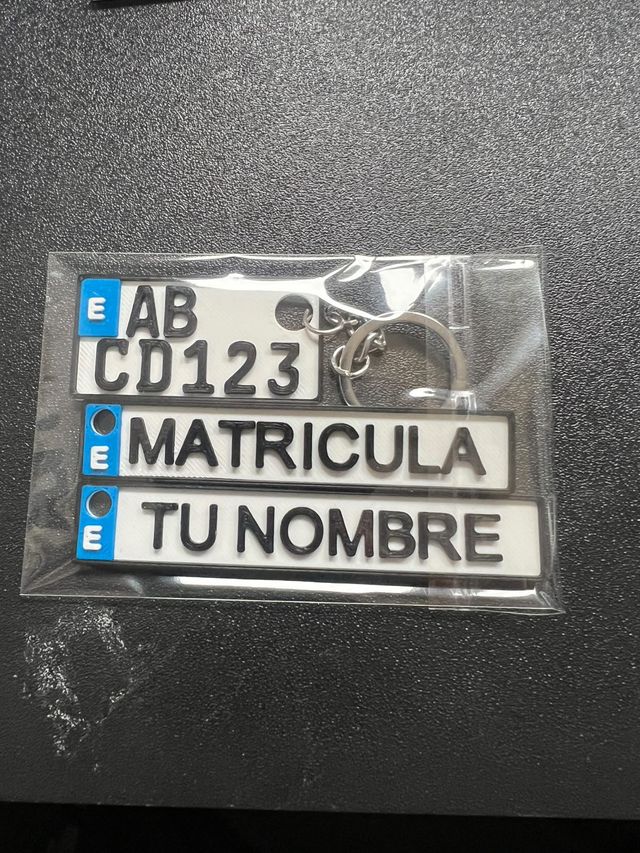 E AB
CD123
E MATRICULA
E TU NOMBRE